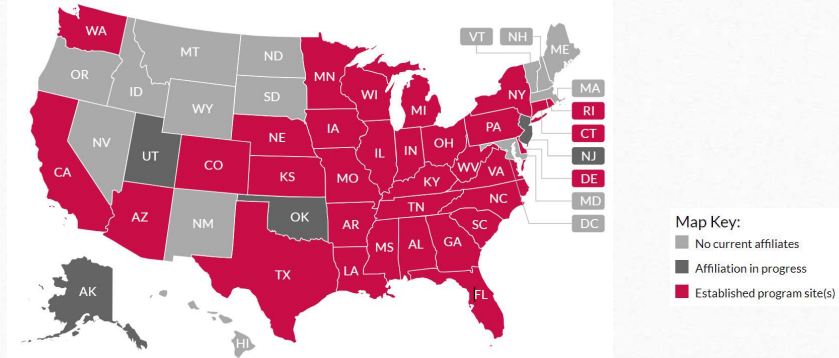 WA
MT
ND
MN
VT
NH
ME
OR
ID
SD
WI
MI
NY
MA
WY
RI
NV
UT
NE
IA
PA
CT
CA
CO
IL
IN
OH
NJ
KS
MO
WV
VA
DE
KY
MD
AZ
NM
OK
AR
TN
NC
DC
SC
MS
AL
GA
TX
LA
AK
FL
HI
Map Key:
No current affiliates
Affiliation in progress
Established program site(s)